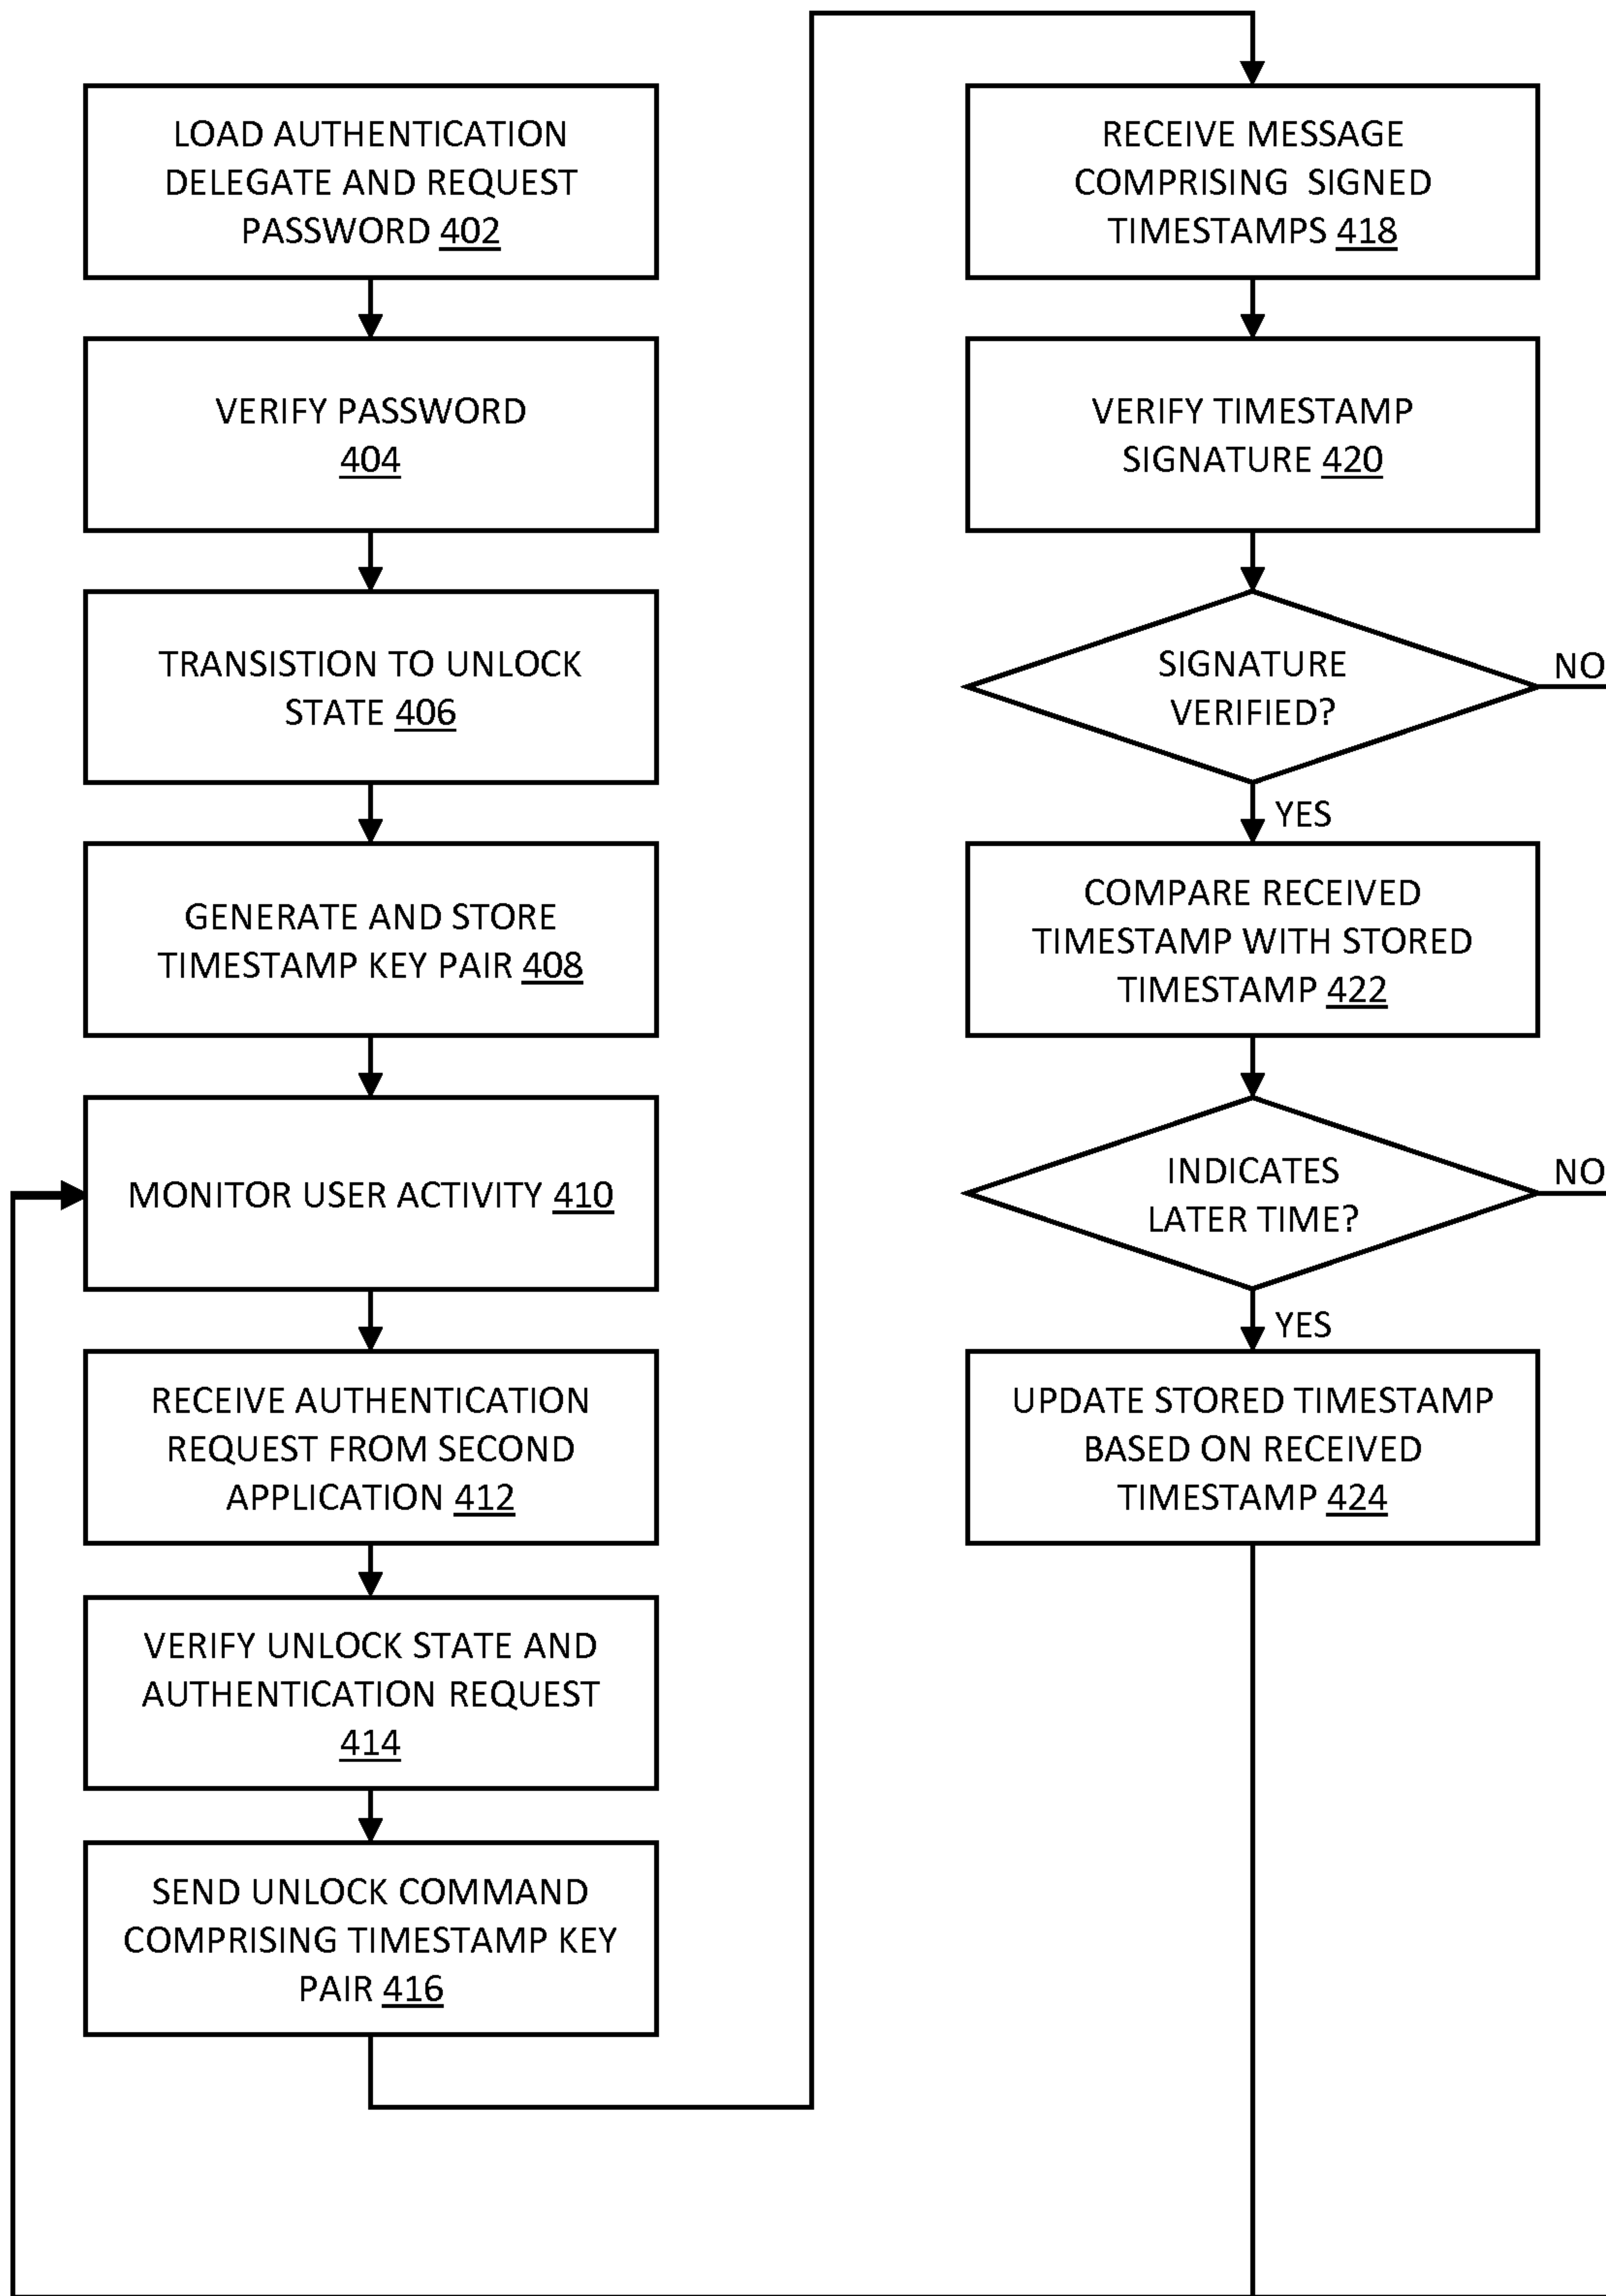 LOAD AUTHENTICATION
DELEGATE AND REQUEST
PASSWORD 402
VERIFY PASSWORD
404
TRANSISTION TO UNLOCK
STATE 406
GENERATE AND STORE
TIMESTAMP KEY PAIR 408
MONITOR USER ACTIVITY 410
RECEIVE AUTHENTICATION
REQUEST FROM SECOND
APPLICATION 412
VERIFY UNLOCK STATE AND
AUTHENTICATION REQUEST
414
SEND UNLOCK COMMAND
COMPRISING TIMESTAMP KEY
PAIR 416
RECEIVE MESSAGE
COMPRISING SIGNED
TIMESTAMPS 418
VERIFY TIMESTAMP
SIGNATURE 420
SIGNATURE
VERIFIED?
NO
YES
COMPARE RECEIVED
TIMESTAMP WITH STORED
TIMESTAMP 422
INDICATES
LATER TIME?
NO
YES
UPDATE STORED TIMESTAMP
BASED ON RECEIVED
TIMESTAMP 424